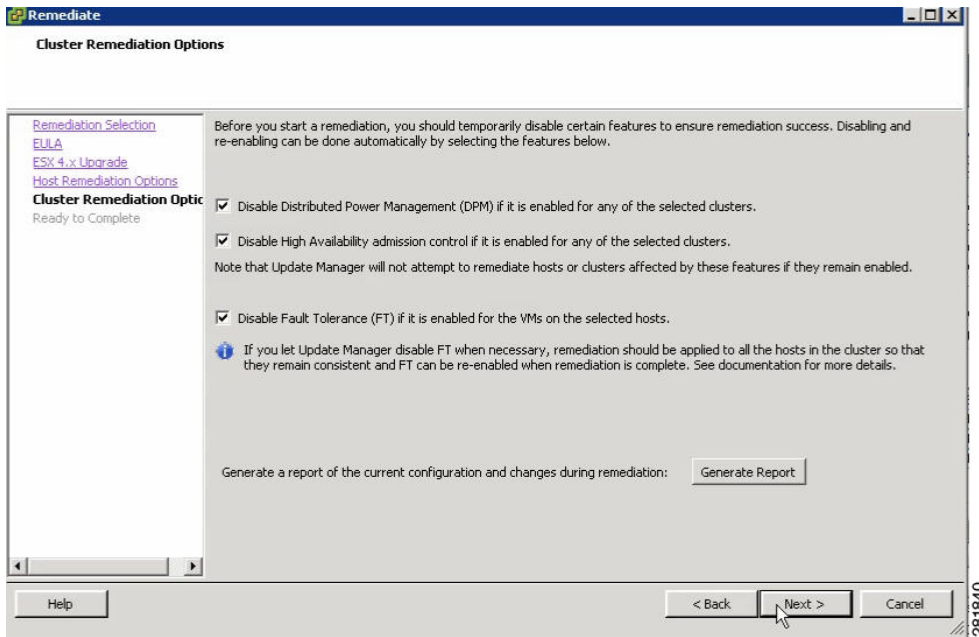 Remediate
Cluster Remediation Options
Remediation Selection
EULA
ESX 4.x Upgrade
Host Remediation Options
Cluster Remediation Optic
Ready to Complete
Before you start a remediation, you should temporarily disable certain features to ensure remediation success. Disabling and
re-enabling can be done automatically by selecting the features below.
Disable Distributed Power Management (DPM) if it is enabled for any of the selected clusters.
Disable High Availability admission control if it is enabled for any of the selected clusters.
Note that Update Manager will not attempt to remediate hosts or clusters affected by these features if they remain enabled.
Disable Fault Tolerance (FT) if it is enabled for the VMs on the selected hosts.
If you let Update Manager disable FT when necessary, remediation should be applied to all the hosts in the cluster so that
they remain consistent and FT can be re-enabled when remediation is complete. See documentation for more details.
Generate a report of the current configuration and changes during remediation: Generate Report
Help < Back Next > Cancel